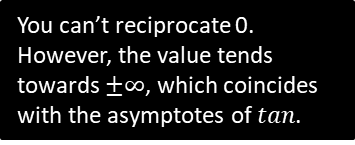 You can't reciprocate 0.
However, the value tends
towards ±∞, which coincides
with the asymptotes of tan.